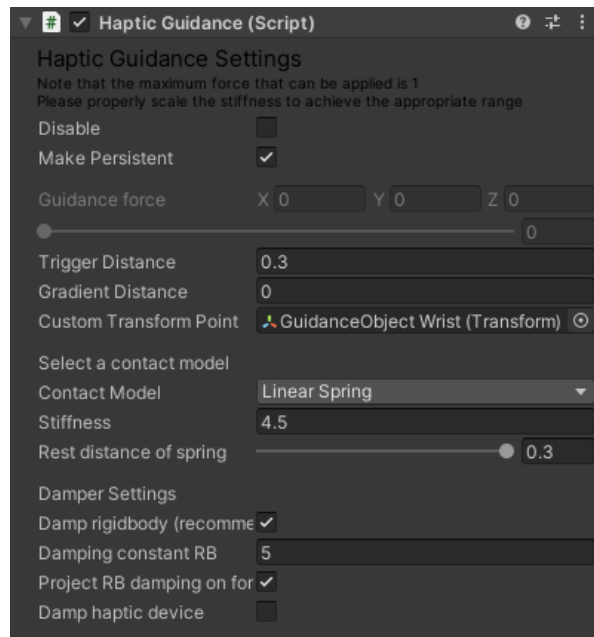 # Haptic Guidance (Script)
Haptic Guidance Settings
Note that the maximum force that can be applied is 1
Please properly scale the stiffness to achieve the appropriate range
Disable
Make Persistent
Guidance force X 0 Y 0 Z 0
0
Trigger Distance 0.3
Gradient Distance 0
Custom Transform Point GuidanceObject Wrist (Transform)
Select a contact model
Contact Model Linear Spring
Stiffness 4.5
Rest distance of spring 0.3
Damper Settings
Damp rigidbody (recomme
Damping constant RB 5
Project RB damping on for
Damp haptic device